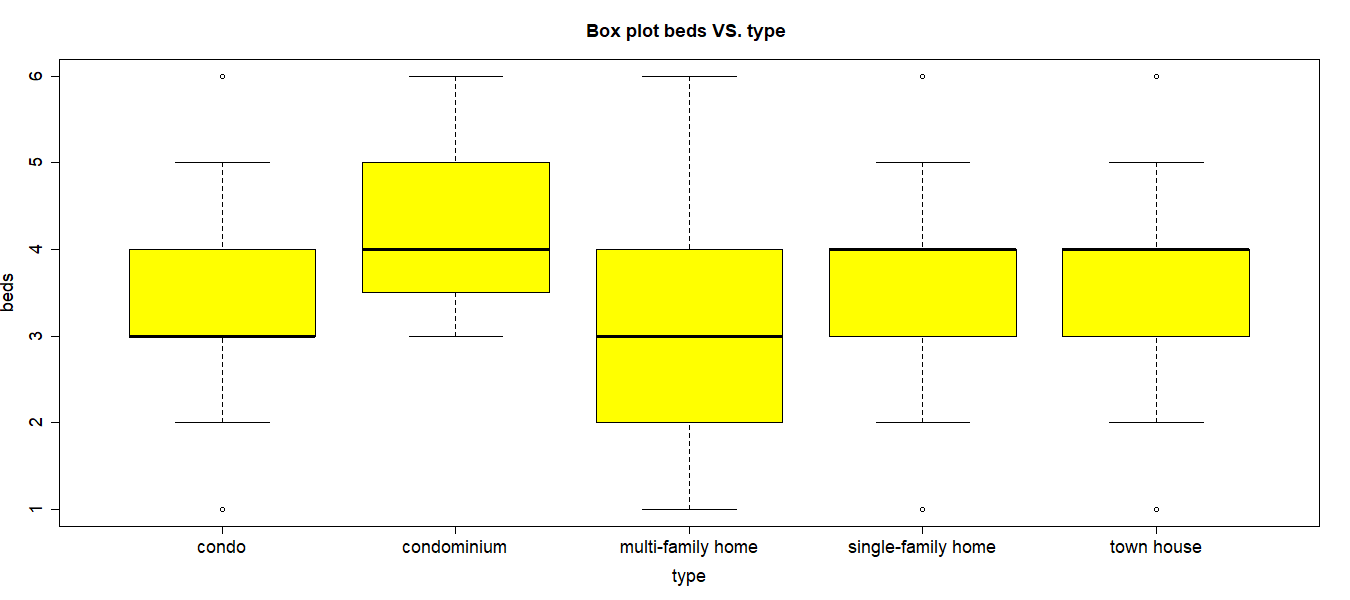 Box plot beds VS. type
6
5
4
3
2
1
beds
condo condominium multi-family home single-family home town house
type